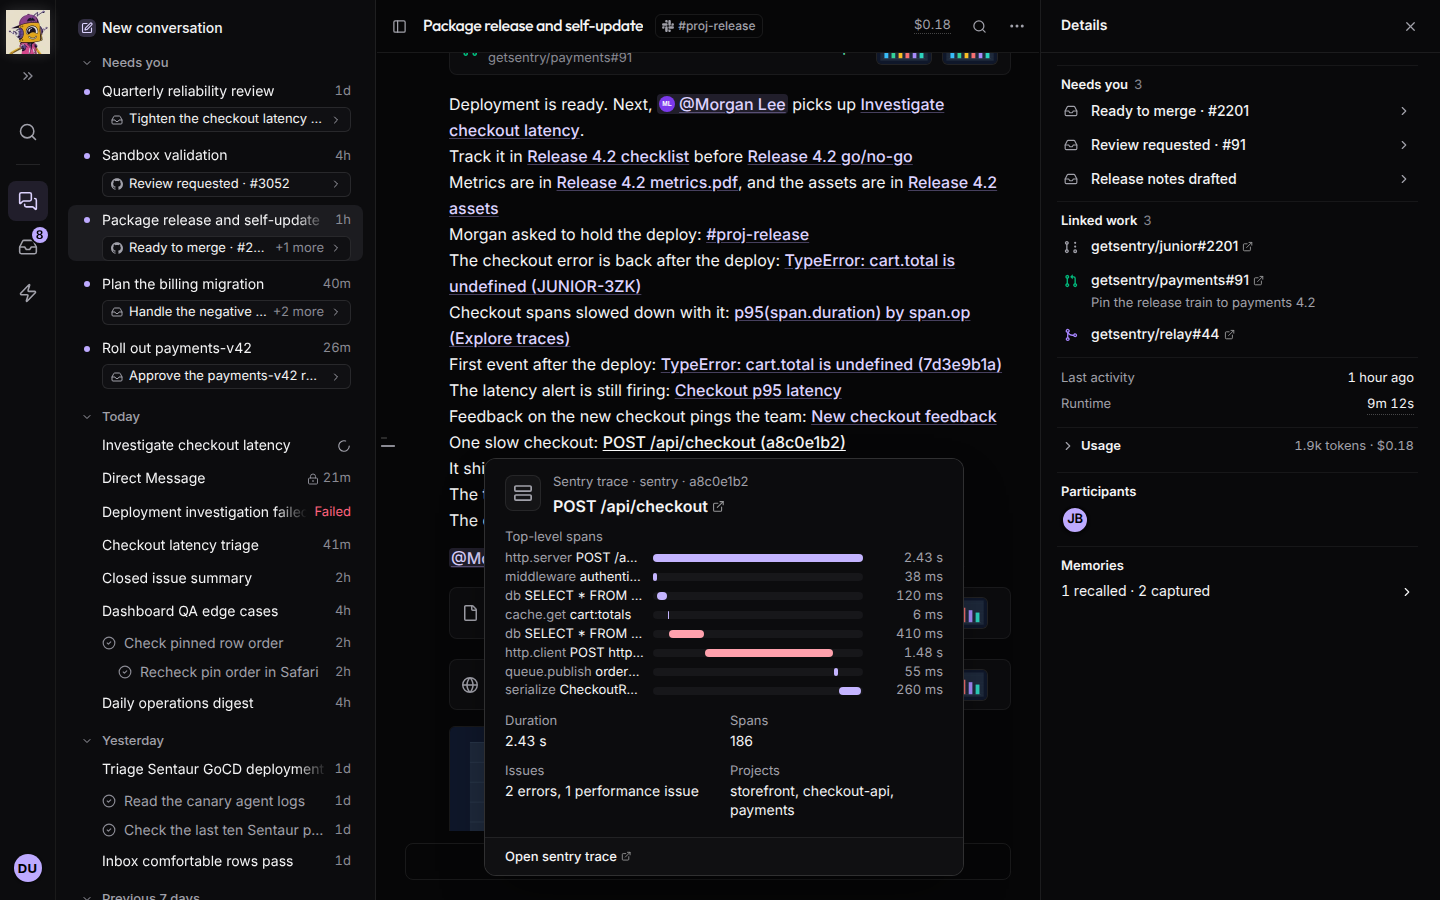 New conversation
Needs you
Quarterly reliability review 1d
Tighten the checkout latency ...
Sandbox validation 4h
Review requested · #3052
Package release and self-update 1h
Ready to merge · #2... +1 more
Plan the billing migration 40m
Handle the negative ... +2 more
Roll out payments-v42 26m
Approve the payments-v42 r...
Today
Investigate checkout latency
Direct Message 21m
Deployment investigation failed Failed
Checkout latency triage 41m
Closed issue summary 2h
Dashboard QA edge cases 4h
Check pinned row order 2h
Recheck pin order in Safari 2h
Daily operations digest 4h
Yesterday
Triage Sentaur GoCD deployment 1d
Read the canary agent logs 1d
Check the last ten Sentaur p... 1d
Inbox comfortable rows pass 1d
Previous 7 days
8
DU
Package release and self-update #proj-release $0.18
getsentry/payments#91
Deployment is ready. Next, ML @Morgan Lee picks up Investigate
checkout latency.
Track it in Release 4.2 checklist before Release 4.2 go/no-go
Metrics are in Release 4.2 metrics.pdf, and the assets are in Release 4.2
assets
Morgan asked to hold the deploy: #proj-release
The checkout error is back after the deploy: TypeError: cart.total is
undefined (JUNIOR-3ZK)
Checkout spans slowed down with it: p95(span.duration) by span.op
(Explore traces)
First event after the deploy: TypeError: cart.total is undefined (7d3e9b1a)
The latency alert is still firing: Checkout p95 latency
Feedback on the new checkout pings the team: New checkout feedback
One slow checkout: POST /api/checkout (a8c0e1b2)
It shi
The
The
@Mo
Sentry trace · sentry · a8c0e1b2
POST /api/checkout
Top-level spans
http.server POST /a... 2.43 s
middleware authenti... 38 ms
db SELECT * FROM ... 120 ms
cache.get cart:totals 6 ms
db SELECT * FROM ... 410 ms
http.client POST http... 1.48 s
queue.publish order... 55 ms
serialize CheckoutR... 260 ms
Duration Spans
2.43 s 186
Issues Projects
2 errors, 1 performance issue storefront, checkout-api,
payments
Open sentry trace
Details
Needs you 3
Ready to merge · #2201
Review requested · #91
Release notes drafted
Linked work 3
getsentry/junior#2201
getsentry/payments#91
Pin the release train to payments 4.2
getsentry/relay#44
Last activity 1 hour ago
Runtime 9m 12s
Usage 1.9k tokens · $0.18
Participants
JB
Memories
1 recalled · 2 captured